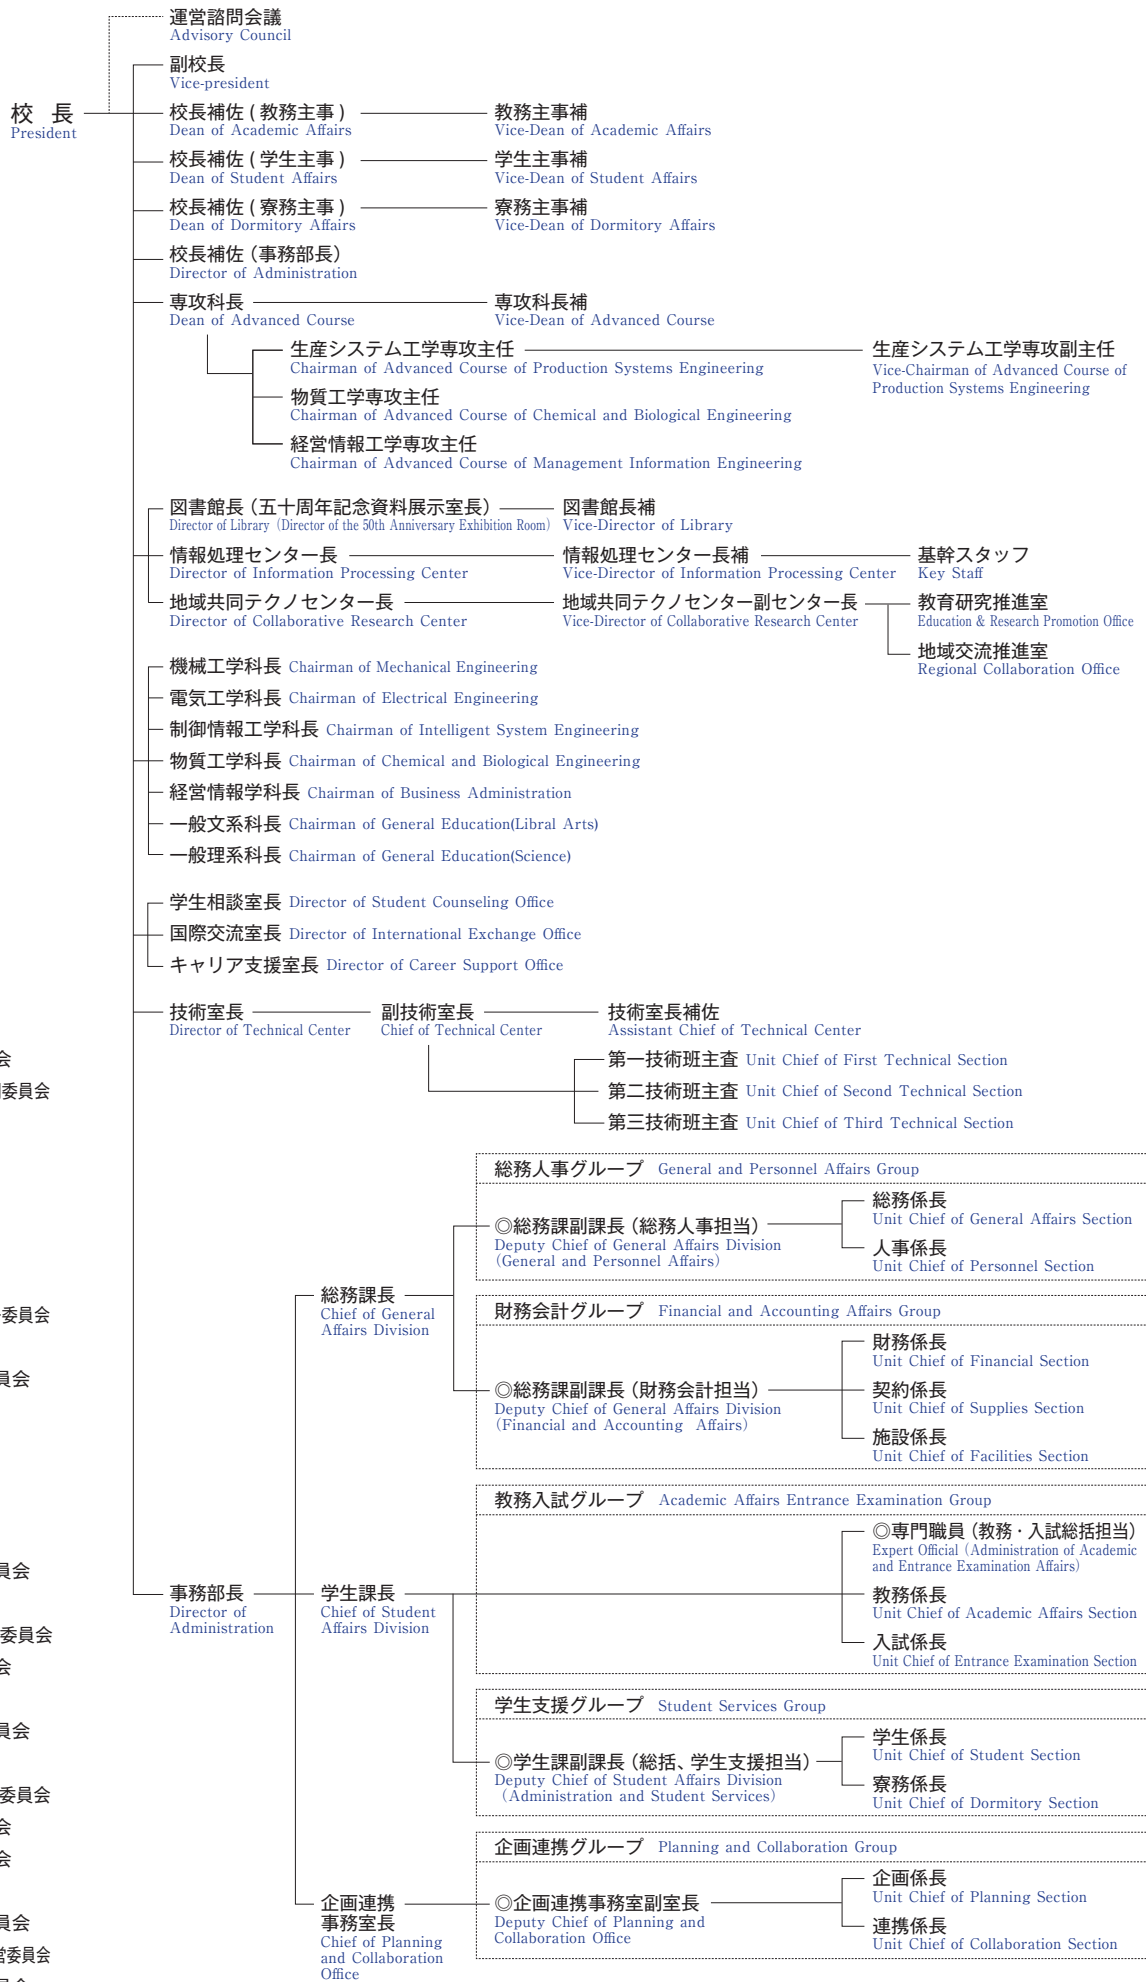 運営諮問会議
Advisory Council
副校長
Vice-president
校 長
President
校長補佐 ( 教務主事 )
Dean of Academic Affairs
教務主事補
Vice-Dean of Academic Affairs
校長補佐 ( 学生主事 )
Dean of Student Affairs
学生主事補
Vice-Dean of Student Affairs
校長補佐 ( 寮務主事 )
Dean of Dormitory Affairs
寮務主事補
Vice-Dean of Dormitory Affairs
校長補佐（事務部長）
Director of Administration
専攻科長
Dean of Advanced Course
専攻科長補
Vice-Dean of Advanced Course
生産システム工学専攻主任
Chairman of Advanced Course of Production Systems Engineering
生産システム工学専攻副主任
Vice-Chairman of Advanced Course of
Production Systems Engineering
物質工学専攻主任
Chairman of Advanced Course of Chemical and Biological Engineering
経営情報工学専攻主任
Chairman of Advanced Course of Management Information Engineering
図書館長（五十周年記念資料展示室長）
Director of Library（Director of the 50th Anniversary Exhibition Room）
図書館長補
Vice-Director of Library
情報処理センター長
Director of Information Processing Center
情報処理センター長補
Vice-Director of Information Processing Center
基幹スタッフ
Key Staff
地域共同テクノセンター長
Director of Collaborative Research Center
地域共同テクノセンター副センター長
Vice-Director of Collaborative Research Center
教育研究推進室
Education & Research Promotion Office
地域交流推進室
Regional Collaboration Office
機械工学科長 Chairman of Mechanical Engineering
電気工学科長 Chairman of Electrical Engineering
制御情報工学科長 Chairman of Intelligent System Engineering
物質工学科長 Chairman of Chemical and Biological Engineering
経営情報学科長 Chairman of Business Administration
一般文系科長 Chairman of General Education(Libral Arts)
一般理系科長 Chairman of General Education(Science)
学生相談室長 Director of Student Counseling Office
国際交流室長 Director of International Exchange Office
キャリア支援室長 Director of Career Support Office
技術室長
Director of Technical Center
副技術室長
Chief of Technical Center
技術室長補佐
Assistant Chief of Technical Center
会
第一技術班主査 Unit Chief of First Technical Section
委員会
第二技術班主査 Unit Chief of Second Technical Section
第三技術班主査 Unit Chief of Third Technical Section
総務人事グループ General and Personnel Affairs Group
◎総務課副課長（総務人事担当）
Deputy Chief of General Affairs Division
（General and Personnel Affairs）
総務係長
Unit Chief of General Affairs Section
人事係長
Unit Chief of Personnel Section
総務課長
Chief of General
Affairs Division
委員会
財務会計グループ Financial and Accounting Affairs Group
財務係長
Unit Chief of Financial Section
員会
◎総務課副課長（財務会計担当）
Deputy Chief of General Affairs Division
（Financial and Accounting Affairs）
契約係長
Unit Chief of Supplies Section
施設係長
Unit Chief of Facilities Section
教務入試グループ Academic Affairs Entrance Examination Group
◎専門職員（教務・入試総括担当）
Expert Official（Administration of Academic
and Entrance Examination Affairs）
員会
事務部長
Director of
Administration
学生課長
Chief of Student
Affairs Division
教務係長
Unit Chief of Academic Affairs Section
委員会
入試係長
Unit Chief of Entrance Examination Section
会
学生支援グループ Student Services Group
員会
◎学生課副課長（総括、学生支援担当）
Deputy Chief of Student Affairs Division
（Administration and Student Services）
学生係長
Unit Chief of Student Section
寮務係長
Unit Chief of Dormitory Section
委員会
会
企画連携グループ Planning and Collaboration Group
会
企画連携
事務室長
Chief of Planning
and Collaboration
Office
◎企画連携事務室副室長
Deputy Chief of Planning and
Collaboration Office
企画係長
Unit Chief of Planning Section
連携係長
Unit Chief of Collaboration Section
員会
営委員会